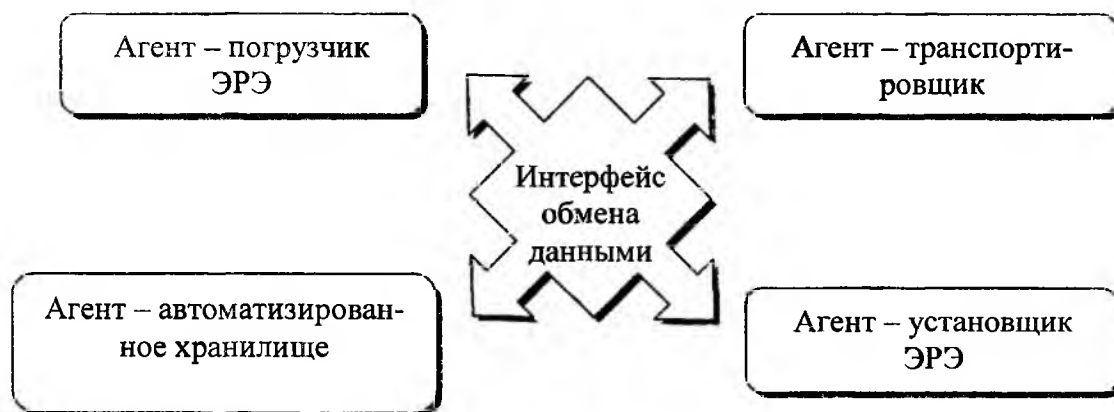 Агент – погрузчик
ЭРЭ
Агент – транспорти-
ровщик
Интерфейс
обмена
данными
Агент – автоматизирован-
ное хранилище
Агент – установщик
ЭРЭ